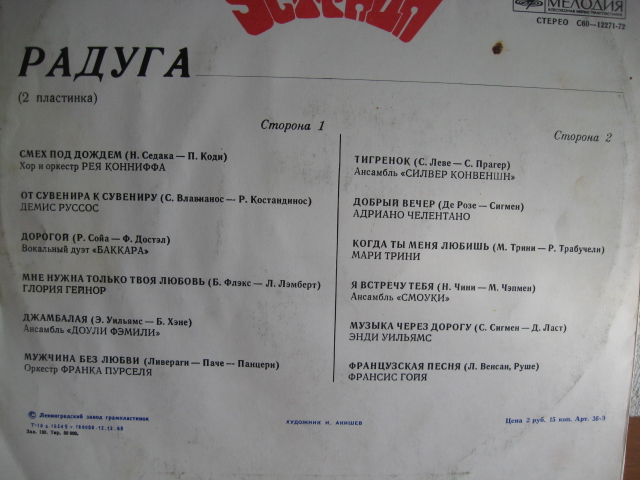 ЭСТРАДА
МЕЛОДИЯ
СТЕРЕО С60—12271-72
РАДУГА
(2 пластинка)
Сторона 1
СМЕХ ПОД ДОЖДЕМ (Н. Седака — П. Коди)
Хор и оркестр РЕЯ КОННИФФА
ОТ СУВЕНИРА К СУВЕНИРУ (С. Влавианос — Р. Костандинос)
ДЕМИС РУССОС
ДОРОГОЙ (Р. Сойа — Ф. Достэл)
Вокальный дуэт «БАККАРА»
МНЕ НУЖНА ТОЛЬКО ТВОЯ ЛЮБОВЬ (Б. Флэкс — Л. Лэмберт)
ГЛОРИЯ ГЕЙНОР
ДЖАМБАЛАЯ (Э. Уильямс — Б. Хэне)
Ансамбль «ДОУЛИ ФЭМИЛИ»
МУЖЧИНА БЕЗ ЛЮБВИ (Ливераги — Паче — Панцери)
Оркестр ФРАНКА ПУРСЕЛЯ
Сторона 2
ТИГРЕНОК (С. Леве — С. Прагер)
Ансамбль «СИЛВЕР КОНВЕНШН»
ДОБРЫЙ ВЕЧЕР (Де Розе — Сигмен)
АДРИАНО ЧЕЛЕНТАНО
КОГДА ТЫ МЕНЯ ЛЮБИШЬ (М. Трини — Р. Трабучели)
МАРИ ТРИНИ
Я ВСТРЕЧУ ТЕБЯ (Н. Чини — М. Чэпмен)
Ансамбль «СМОУКИ»
МУЗЫКА ЧЕРЕЗ ДОРОГУ (С. Сигмен — Д. Ласт)
ЭНДИ УИЛЬЯМС
ФРАНЦУЗСКАЯ ПЕСНЯ (Л. Венсан, Руше)
ФРАНСИС ГОЙЯ
© Ленинградский завод грампластинок
ХУДОЖНИК Н. АКИШЕВ
Цена 2 руб. 15 коп. Арт. 36-3